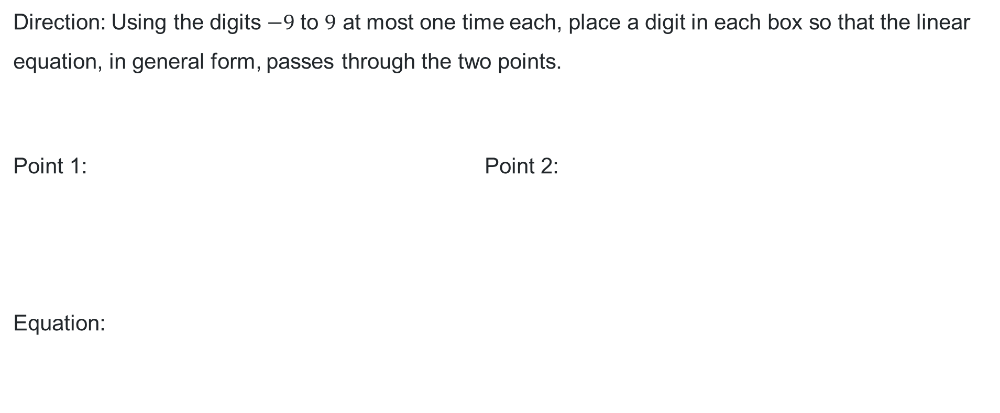 Direction: Using the digits −9 to 9 at most one time each, place a digit in each box so that the linear
equation, in general form, passes through the two points.
Point 1: Point 2:
Equation: